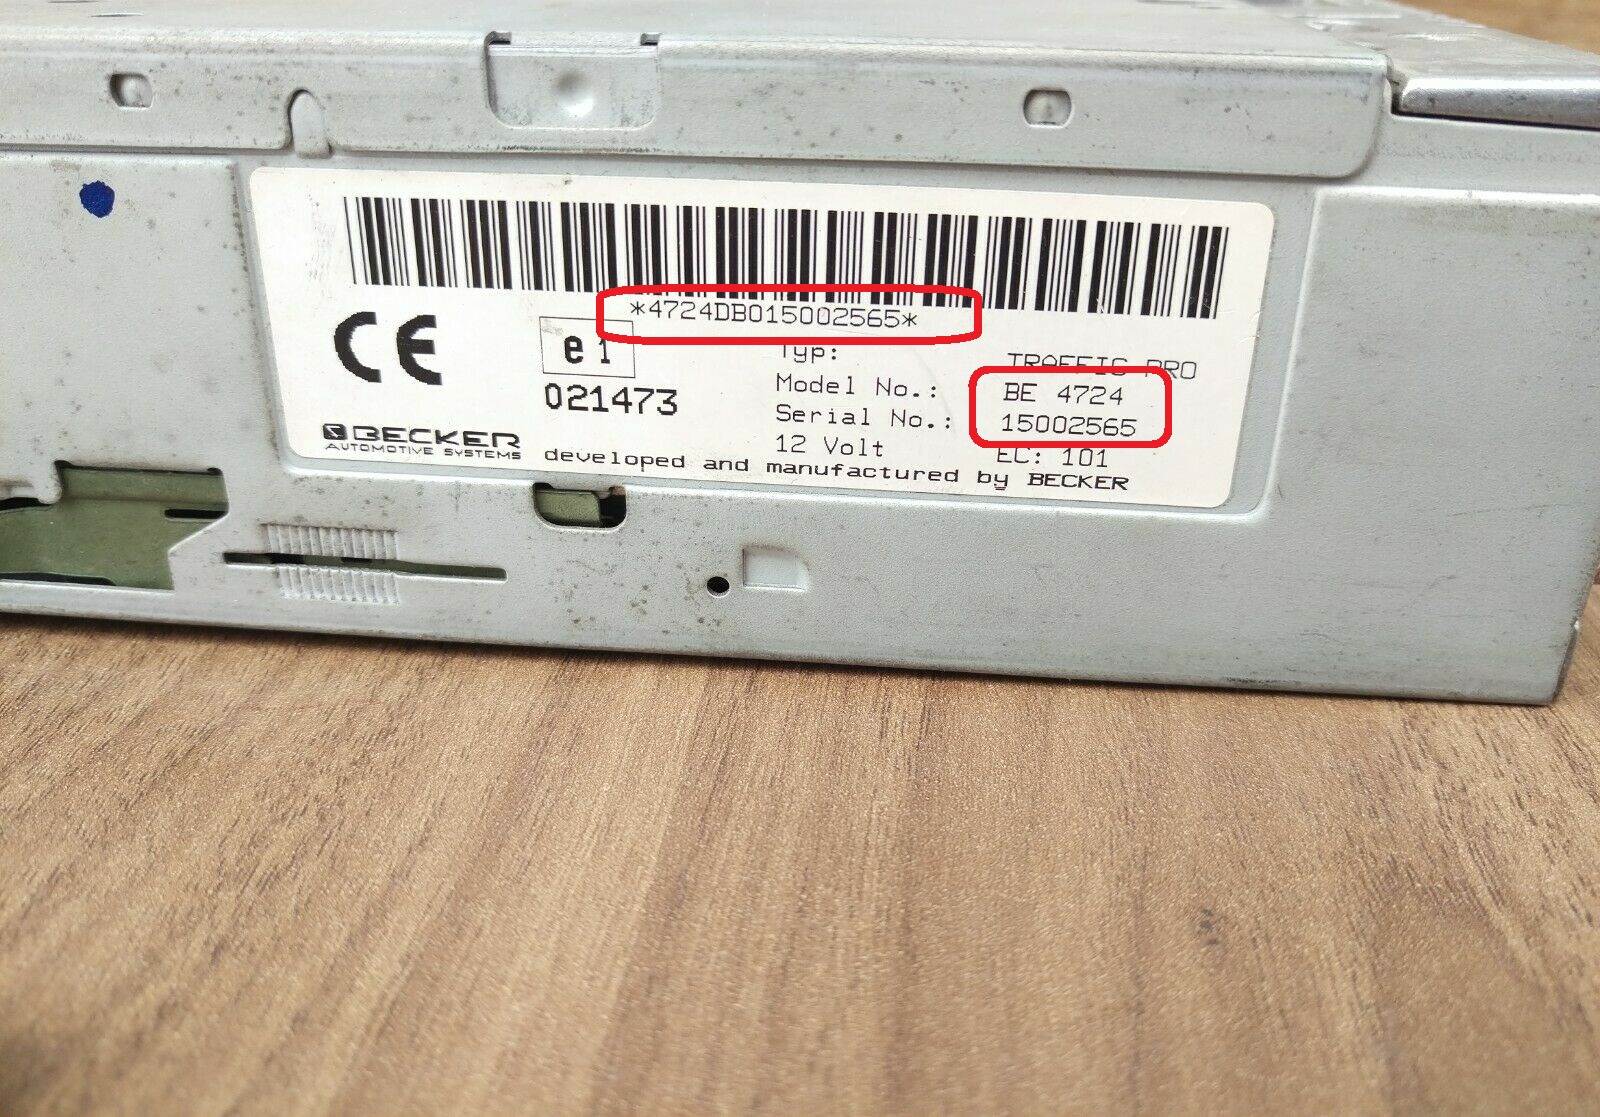 *4724DB015002565*
CE
e1
021473
BECKER
AUTOMOTIVE SYSTEMS
Typ: TRAFFIC PRO
Model No.: BE 4724
Serial No.: 15002565
12 Volt EC: 101
developed and manufactured by BECKER